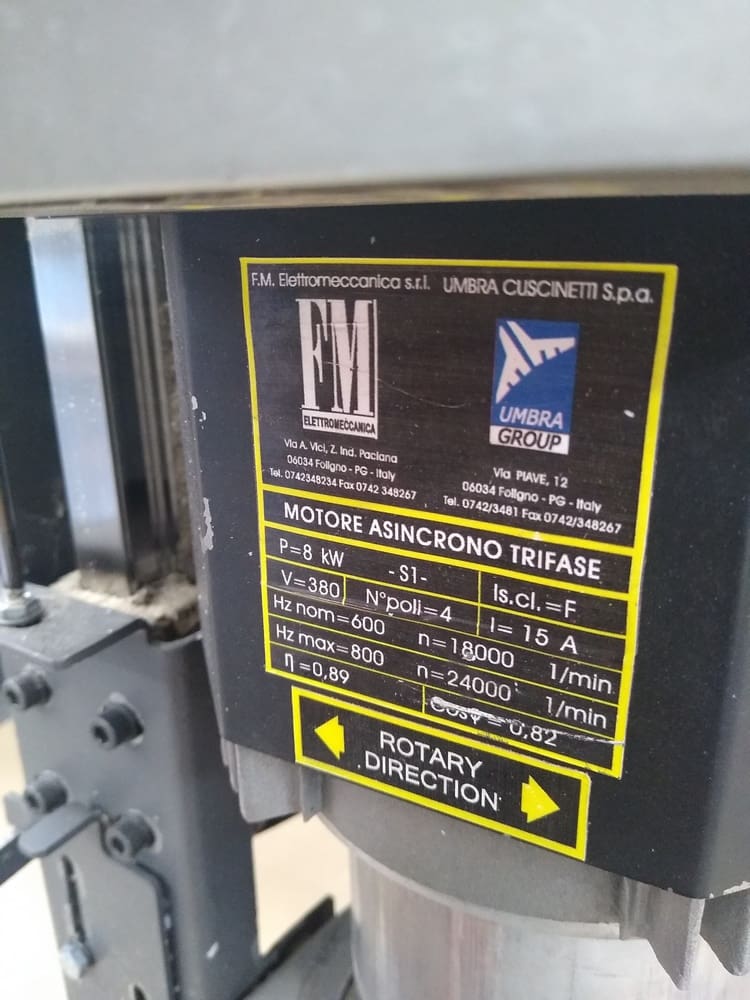 F.M. Elettromeccanica s.r.l. UMBRA CUSCINETTI S.p.a.
FM
ELETTROMECCANICA
UMBRA
GROUP
Via A. Vici, Z. Ind. Paciana
06034 Foligno - PG - Italy
Tel. 0742348234 Fax 0742 348267
Via PIAVE, 12
06034 Foligno - PG - Italy
Tel. 0742/3481 Fax 0742/348267
MOTORE ASINCRONO TRIFASE
P=8 kW -S1- Is.cl.=F
V=380 N°poli=4 I= 15 A
Hz nom=600 n=18000 1/min
Hz max=800 n=24000 1/min
η=0,89 Cosφ = 0,82
ROTARY
DIRECTION